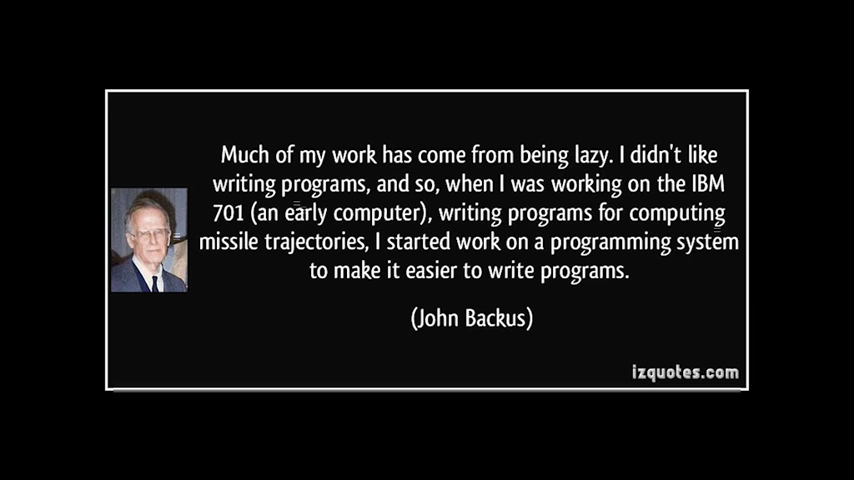 Much of my work has come from being lazy. I didn't like
writing programs, and so, when I was working on the IBM
701 (an early computer), writing programs for computing
missile trajectories, I started work on a programming system
to make it easier to write programs.
(John Backus)
izquotes.com